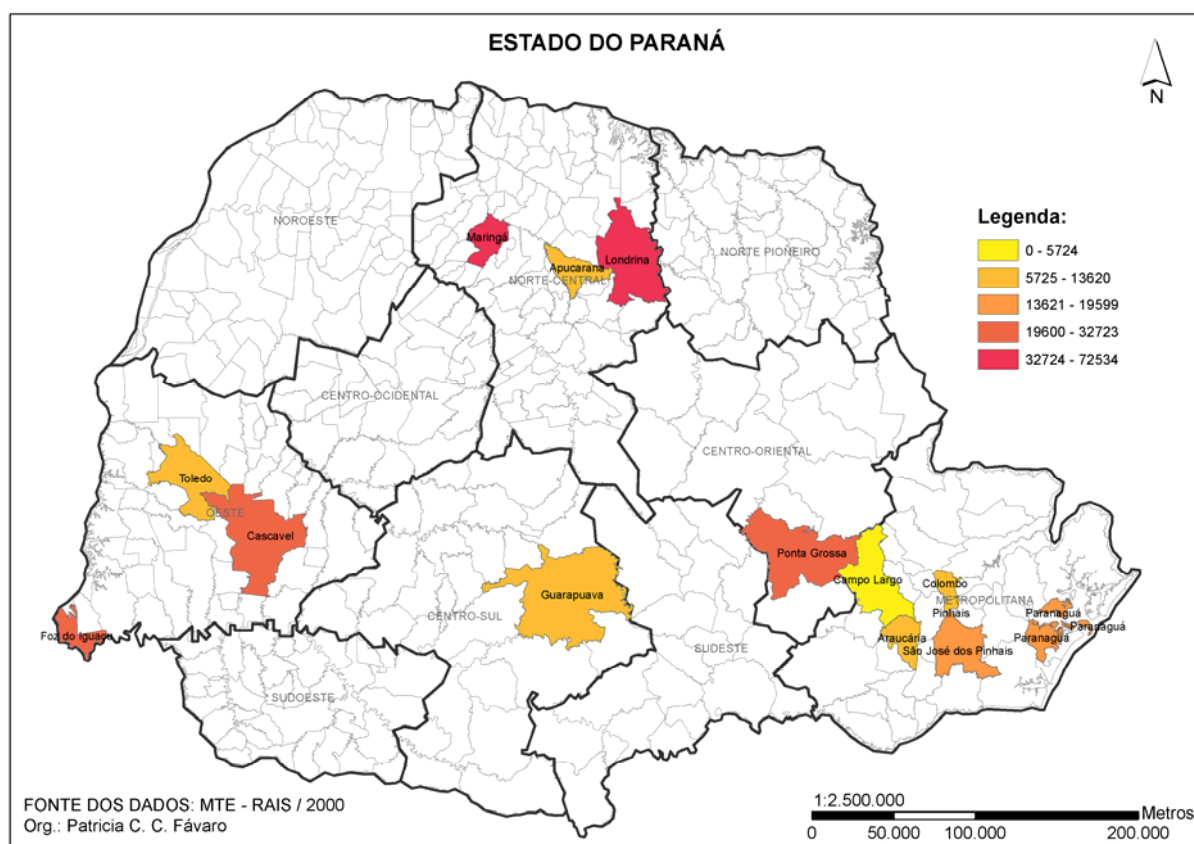 ESTADO DO PARANÁ
N
NOROESTE
Maringá
Apucarana
Londrina
NORTE-CENTRAL
NORTE PIONEIRO
Legenda:
0 - 5724
5725 - 13620
13621 - 19599
19600 - 32723
32724 - 72534
CENTRO-OCIDENTAL
CENTRO-ORIENTAL
Toledo
OESTE
Cascavel
Ponta Grossa
Campo Largo
Colombo
METROPOLITANA
Pinhais
Paranaguá
Paranaguá
Paranaguá
Guarapuava
CENTRO-SUL
Foz do Iguaçu
Araucária
São José dos Pinhais
SUDESTE
SUDOESTE
FONTE DOS DADOS: MTE - RAIS / 2000
Org.: Patricia C. C. Fávaro
1:2.500.000
Metros
0 50.000 100.000 200.000